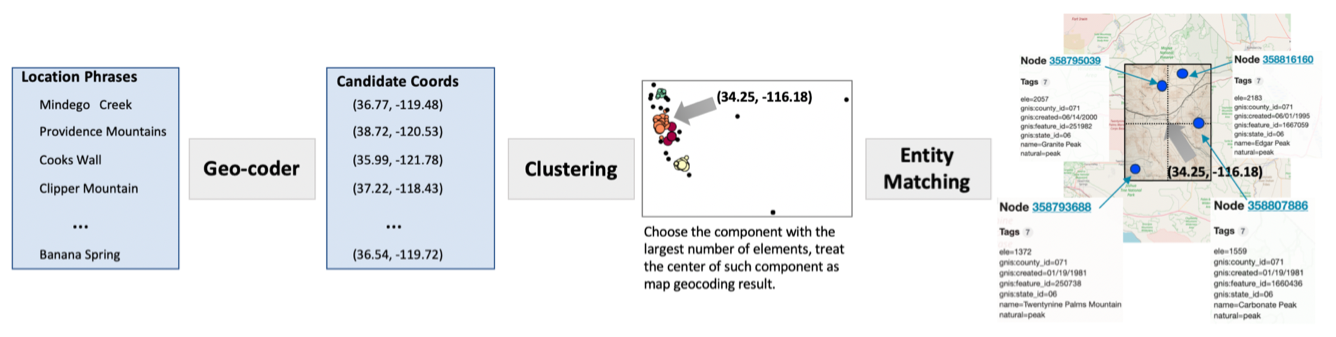 Location Phrases
Mindego Creek
Providence Mountains
Cooks Wall
Clipper Mountain
...
Banana Spring
Geo-coder
Candidate Coords
(36.77, -119.48)
(38.72, -120.53)
(35.99, -121.78)
(37.22, -118.43)
...
(36.54, -119.72)
Clustering
(34.25, -116.18)
Choose the component with the
largest number of elements, treat
the center of such component as
map geocoding result.
Entity
Matching
Node 358795039
Tags 7
ele=2057
gnis:county_id=071
gnis:created=06/14/2000
gnis:feature_id=251982
gnis:state_id=06
name=Granite Peak
natural=peak
Node 358816160
Tags 7
ele=2183
gnis:county_id=071
gnis:created=06/01/1995
gnis:feature_id=1667059
gnis:state_id=06
name=Edgar Peak
natural=peak
(34.25, -116.18)
Node 358793688
Tags 7
ele=1372
gnis:county_id=071
gnis:created=01/19/1981
gnis:feature_id=250738
gnis:state_id=06
name=Twentynine Palms Mountain
natural=peak
Node 358807886
Tags 7
ele=1559
gnis:county_id=071
gnis:created=01/19/1981
gnis:feature_id=1660436
gnis:state_id=06
name=Carbonate Peak
natural=peak